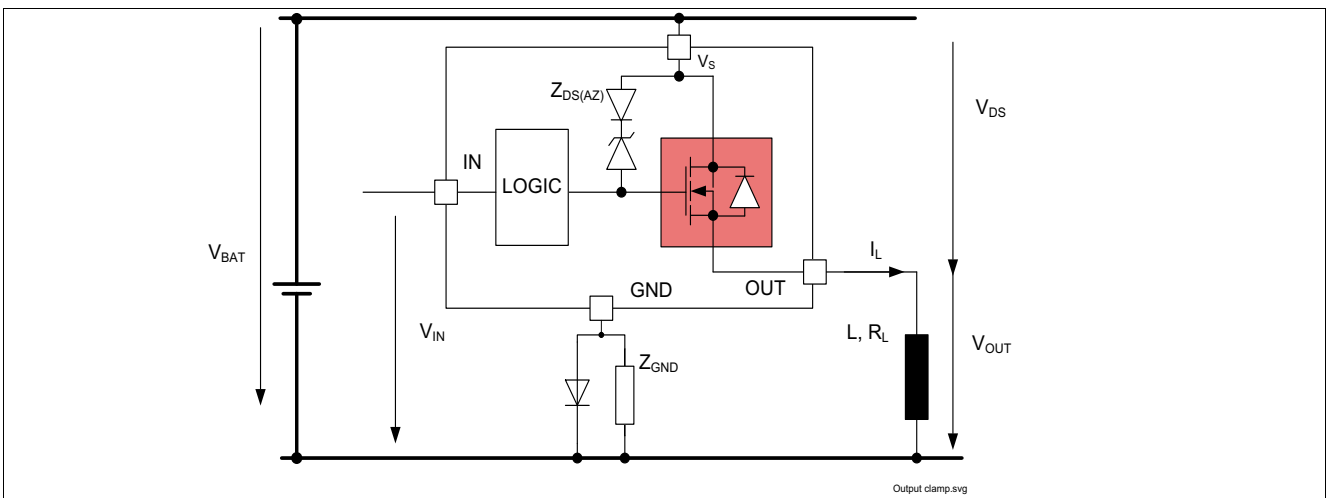 V_S
Z_DS(AZ)
V_DS
IN
LOGIC
V_BAT
I_L
GND
OUT
V_IN
L, R_L
V_OUT
Z_GND
Output clamp.svg